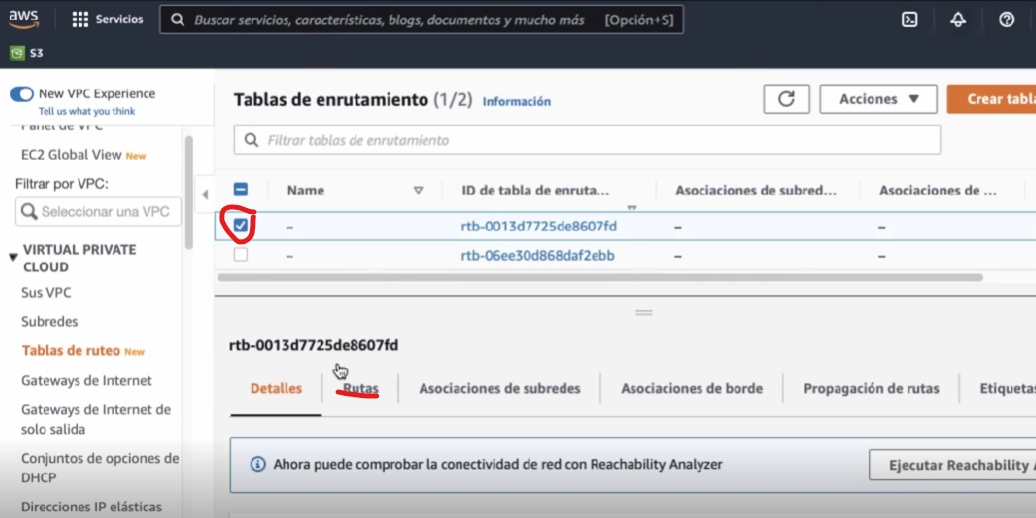 aws
Servicios
Buscar servicios, características, blogs, documentos y mucho más [Opción+S]
S3
New VPC Experience
Tell us what you think
Panel de VPC
EC2 Global View New
Filtrar por VPC:
Seleccionar una VPC
VIRTUAL PRIVATE
CLOUD
Sus VPC
Subredes
Tablas de ruteo New
Gateways de Internet
Gateways de Internet de
solo salida
Conjuntos de opciones de
DHCP
Direcciones IP elásticas
Tablas de enrutamiento (1/2) Información
Acciones
Crear tabla
Filtrar tablas de enrutamiento
Name ID de tabla de enruta... Asociaciones de subred... Asociaciones de ...
– rtb-0013d7725de8607fd – –
– rtb-06ee30d868daf2ebb – –
rtb-0013d7725de8607fd
Detalles Rutas Asociaciones de subredes Asociaciones de borde Propagación de rutas Etiquetas
Ahora puede comprobar la conectividad de red con Reachability Analyzer
Ejecutar Reachability A